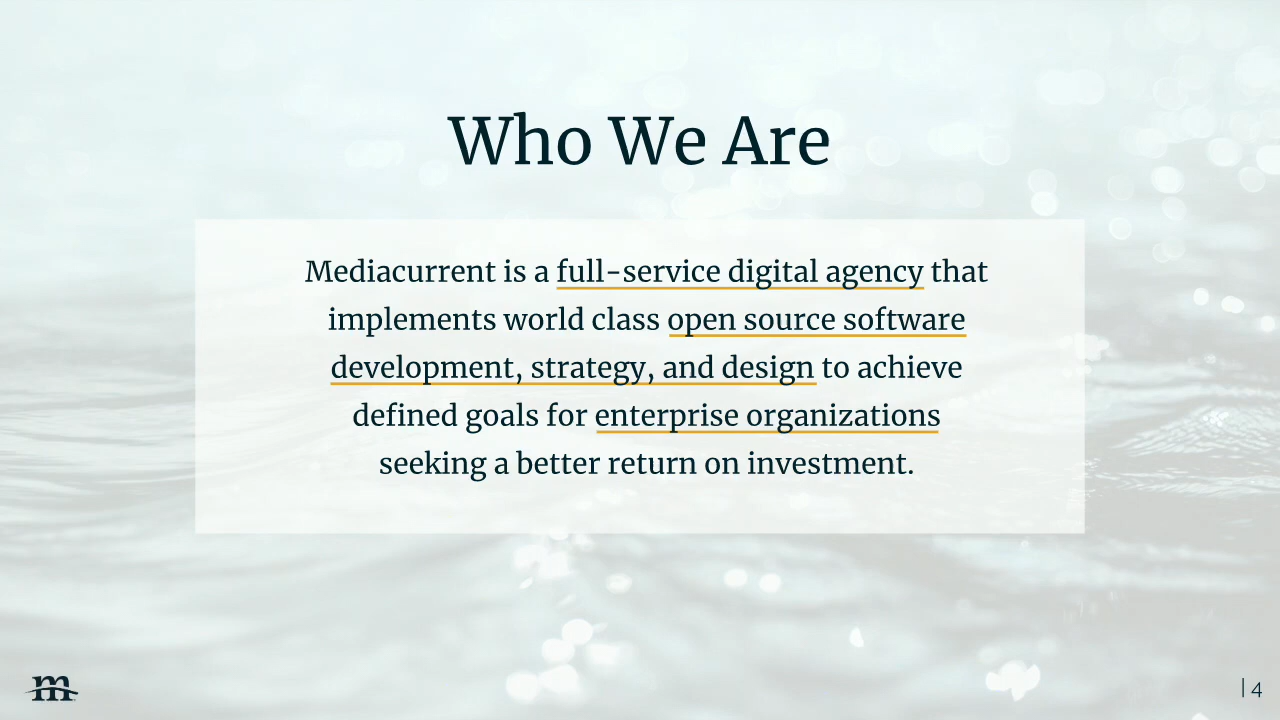 Who We Are
Mediacurrent is a full-service digital agency that
implements world class open source software
development, strategy, and design to achieve
defined goals for enterprise organizations
seeking a better return on investment.
m
| 4